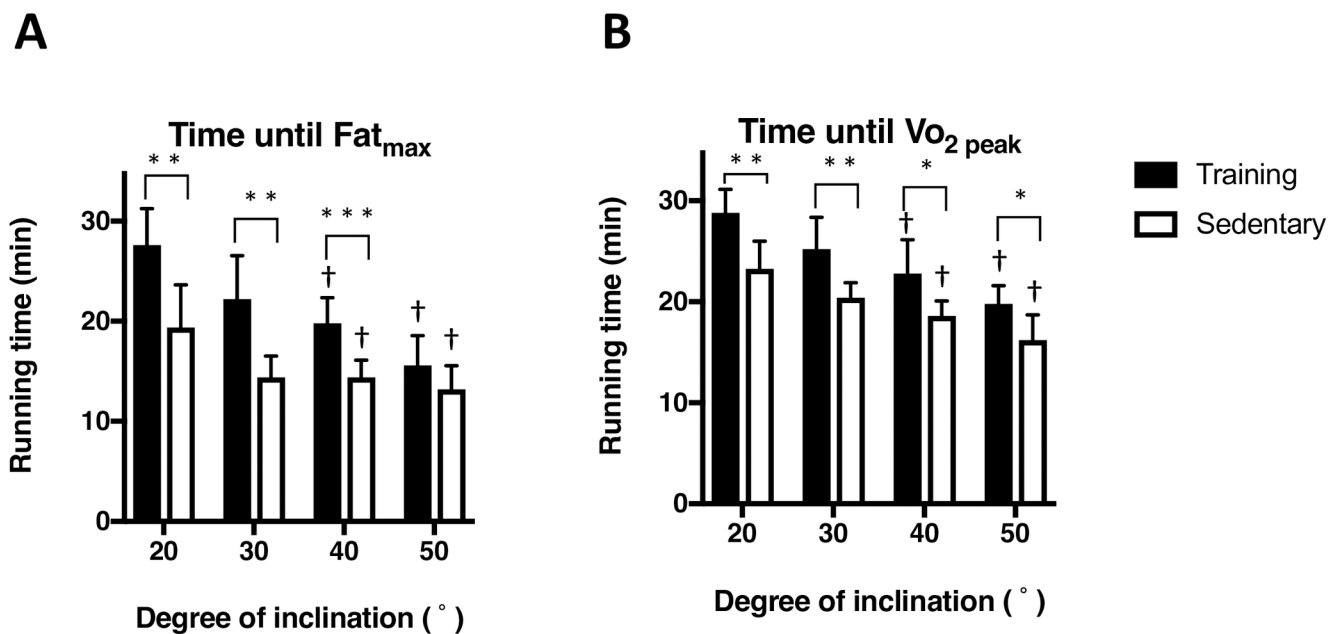 A
Time until Fatmax
Running time (min)
30
20
10
0
* *
* *
* * *
†
†
†
†
20 30 40 50
Degree of inclination ( ° )
B
Time until Vo2 peak
Running time (min)
30
20
10
0
* *
* *
*
*
†
†
†
†
20 30 40 50
Degree of inclination ( ° )
Training
Sedentary